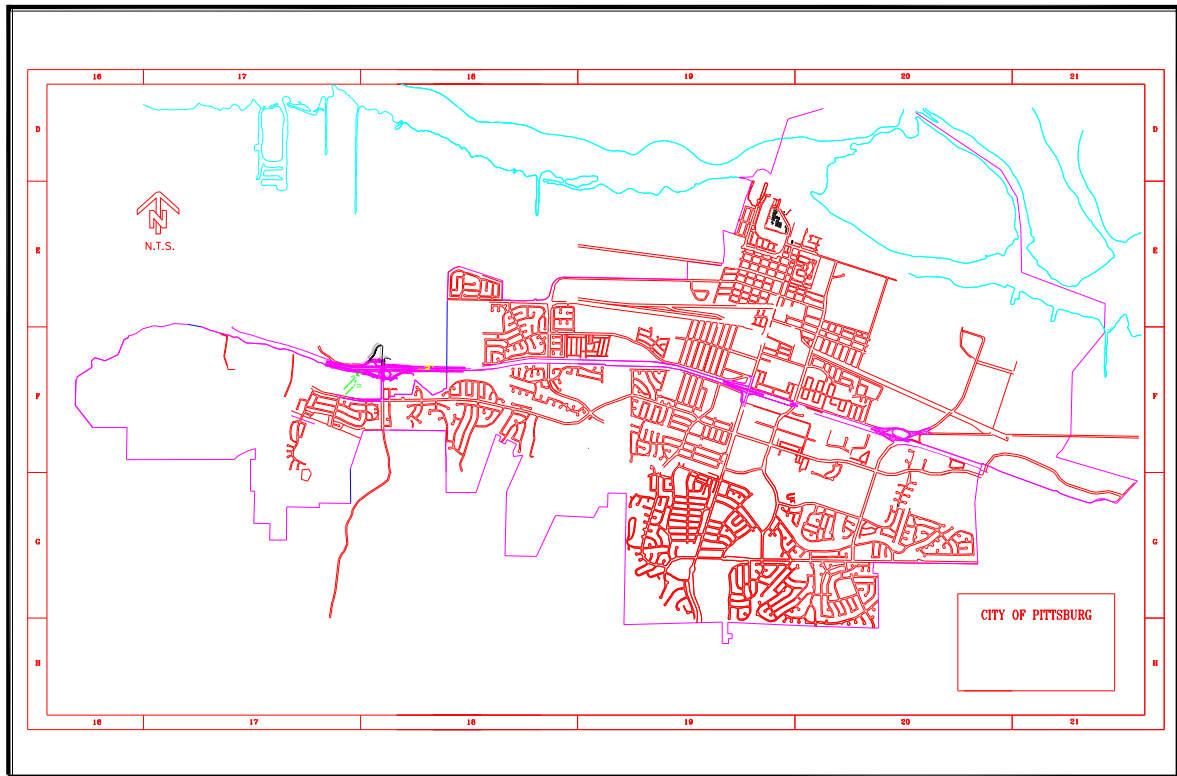 16 17 18 19 20 21
D D
E E
N
N.T.S.
F F
G G
CITY OF PITTSBURG
H H
16 17 18 19 20 21